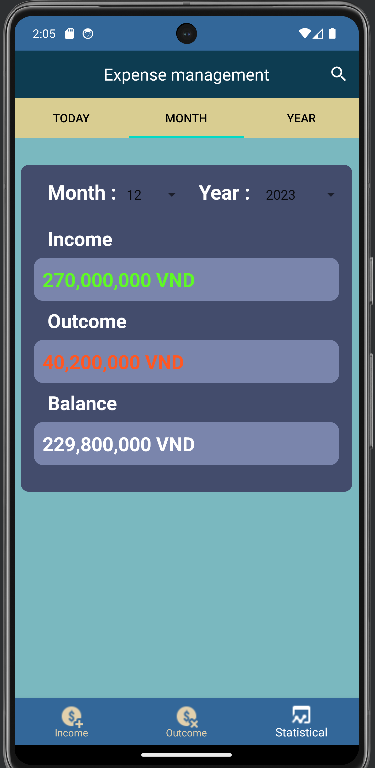 2:05
Expense management
TODAY MONTH YEAR
Month : 12 Year : 2023
Income
270,000,000 VND
Outcome
40,200,000 VND
Balance
229,800,000 VND
Income Outcome Statistical